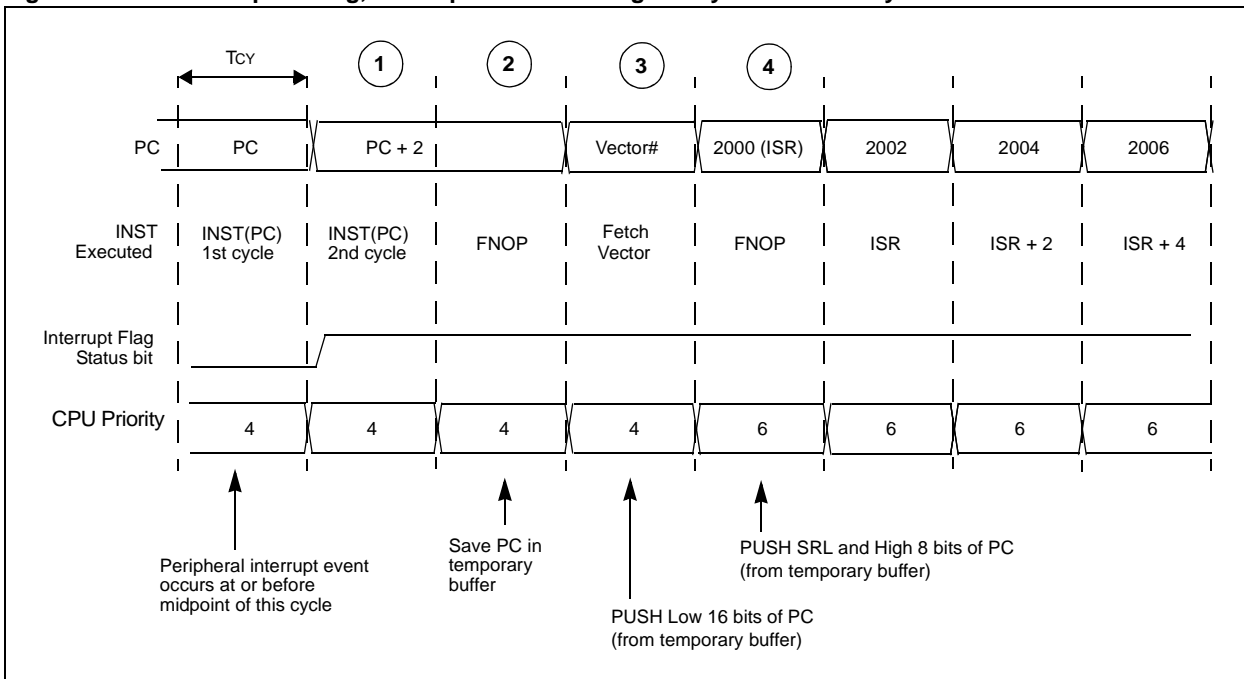 TCY
1 2 3 4
PC PC PC + 2 Vector# 2000 (ISR) 2002 2004 2006
INST
Executed
INST(PC)
1st cycle
INST(PC)
2nd cycle
FNOP
Fetch
Vector
FNOP
ISR
ISR + 2
ISR + 4
Interrupt Flag
Status bit
CPU Priority 4 4 4 4 6 6 6 6
Peripheral interrupt event
occurs at or before
midpoint of this cycle
Save PC in
temporary
buffer
PUSH Low 16 bits of PC
(from temporary buffer)
PUSH SRL and High 8 bits of PC
(from temporary buffer)